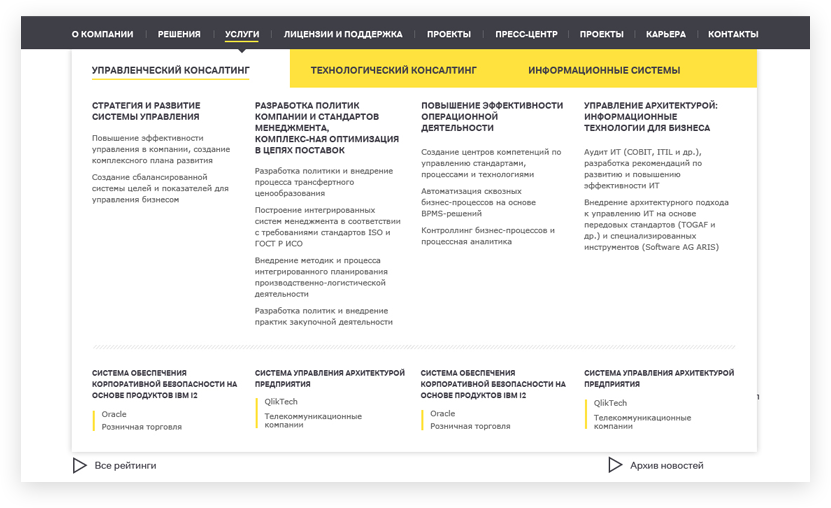 О КОМПАНИИ РЕШЕНИЯ УСЛУГИ ЛИЦЕНЗИИ И ПОДДЕРЖКА ПРОЕКТЫ ПРЕСС-ЦЕНТР ПРОЕКТЫ КАРЬЕРА КОНТАКТЫ
УПРАВЛЕНЧЕСКИЙ КОНСАЛТИНГ ТЕХНОЛОГИЧЕСКИЙ КОНСАЛТИНГ ИНФОРМАЦИОННЫЕ СИСТЕМЫ
СТРАТЕГИЯ И РАЗВИТИЕ
СИСТЕМЫ УПРАВЛЕНИЯ
Повышение эффективности
управления в компании, создание
комплексного плана развития
Создание сбалансированной
системы целей и показателей для
управления бизнесом
РАЗРАБОТКА ПОЛИТИК
КОМПАНИИ И СТАНДАРТОВ
МЕНЕДЖМЕНТА,
КОМПЛЕКС-НАЯ ОПТИМИЗАЦИЯ
В ЦЕПЯХ ПОСТАВОК
Разработка политики и внедрение
процесса трансфертного
ценообразования
Построение интегрированных
систем менеджмента в соответствии
с требованиями стандартов ISO и
ГОСТ Р ИСО
Внедрение методик и процесса
интегрированного планирования
производственно-логистической
деятельности
Разработка политик и внедрение
практик закупочной деятельности
ПОВЫШЕНИЕ ЭФФЕКТИВНОСТИ
ОПЕРАЦИОННОЙ
ДЕЯТЕЛЬНОСТИ
Создание центров компетенций по
управлению стандартами,
процессами и технологиями
Автоматизация сквозных
бизнес-процессов на основе
BPMS-решений
Контроллинг бизнес-процессов и
процессная аналитика
УПРАВЛЕНИЕ АРХИТЕКТУРОЙ:
ИНФОРМАЦИОННЫЕ
ТЕХНОЛОГИИ ДЛЯ БИЗНЕСА
Аудит ИТ (COBIT, ITIL и др.),
разработка рекомендаций по
развитию и повышению
эффективности ИТ
Внедрение архитектурного подхода
к управлению ИТ на основе
передовых стандартов (TOGAF и
др.) и специализированных
инструментов (Software AG ARIS)
СИСТЕМА ОБЕСПЕЧЕНИЯ
КОРПОРАТИВНОЙ БЕЗОПАСНОСТИ НА
ОСНОВЕ ПРОДУКТОВ IBM I2
Oracle
Розничная торговля
СИСТЕМА УПРАВЛЕНИЯ АРХИТЕКТУРОЙ
ПРЕДПРИЯТИЯ
QlikTech
Телекоммуникационные
компании
СИСТЕМА ОБЕСПЕЧЕНИЯ
КОРПОРАТИВНОЙ БЕЗОПАСНОСТИ НА
ОСНОВЕ ПРОДУКТОВ IBM I2
Oracle
Розничная торговля
СИСТЕМА УПРАВЛЕНИЯ АРХИТЕКТУРОЙ
ПРЕДПРИЯТИЯ
QlikTech
Телекоммуникационные
компании
Все рейтинги Архив новостей